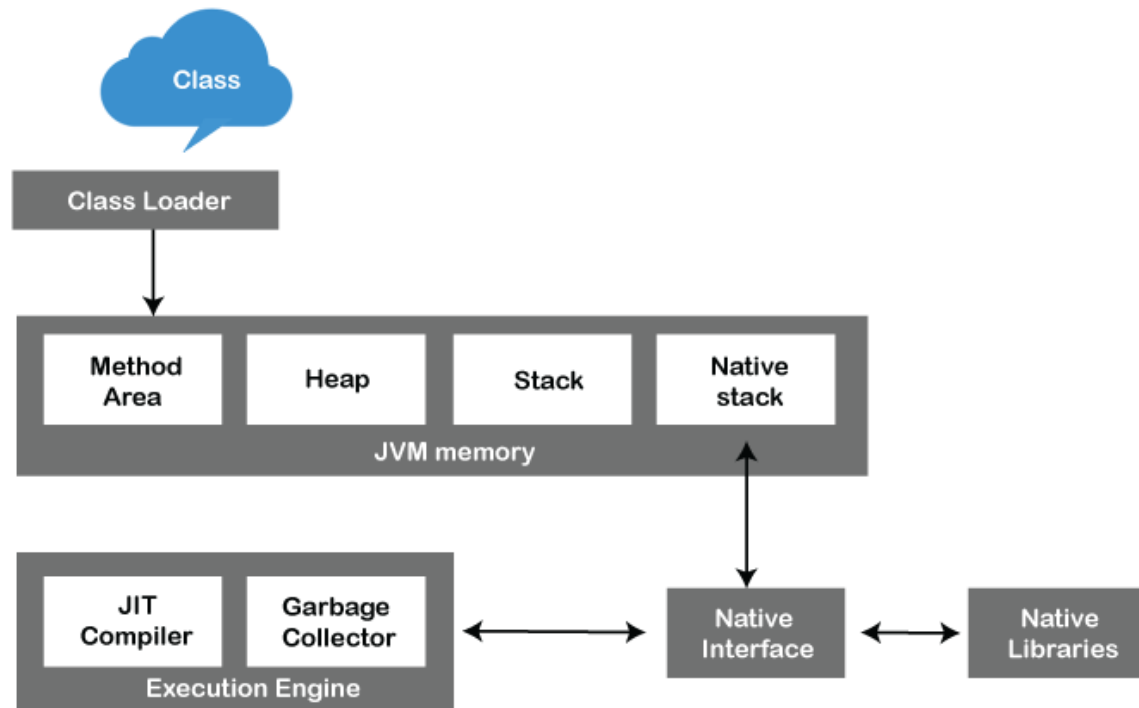 Class
Class Loader
Method
Area
Heap
Stack
Native
stack
JVM memory
JIT
Compiler
Garbage
Collector
Execution Engine
Native
Interface
Native
Libraries